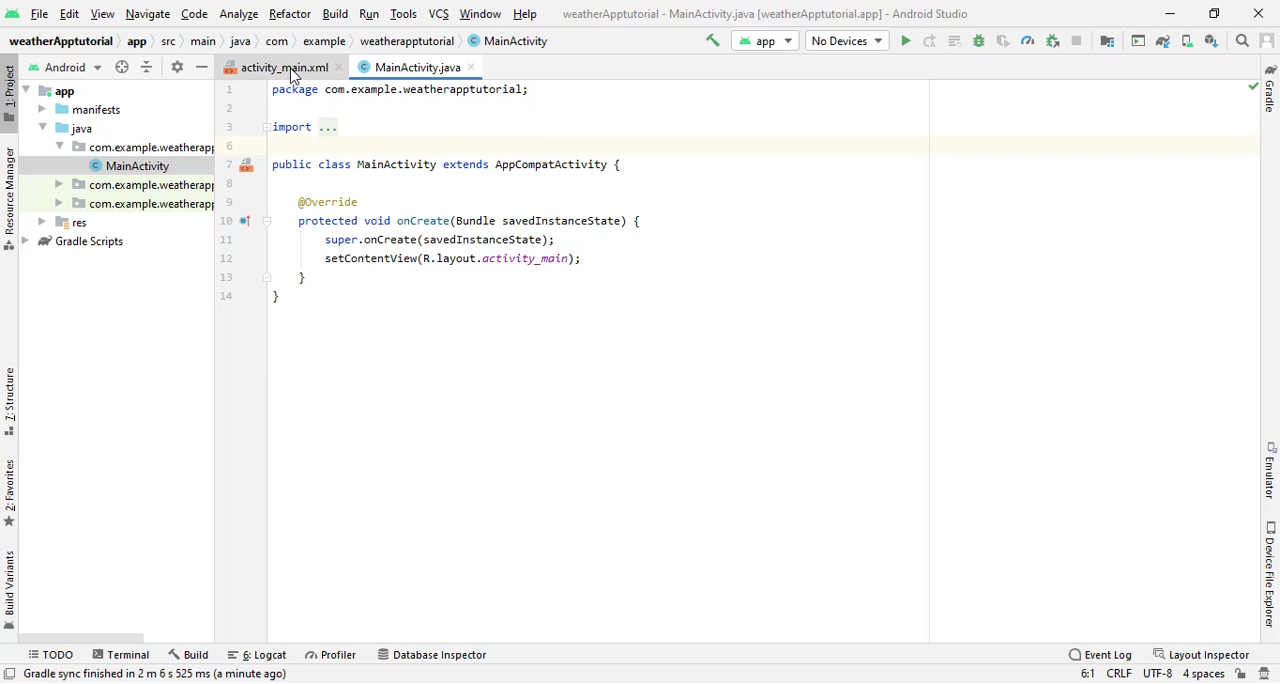 File Edit View Navigate Code Analyze Refactor Build Run Tools VCS Window Help weatherApptutorial - MainActivity.java [weatherApptutorial.app] - Android Studio
weatherApptutorial app src main java com example weatherapptutorial MainActivity app No Devices
Android activity_main.xml MainActivity.java
1: Project
Resource Manager
7: Structure
2: Favorites
Build Variants
app
manifests
java
com.example.weatherapp
MainActivity
com.example.weatherapp
com.example.weatherapp
res
Gradle Scripts
1 package com.example.weatherapptutorial;
2
3 import ...
6
7 public class MainActivity extends AppCompatActivity {
8
9 @Override
10 protected void onCreate(Bundle savedInstanceState) {
11 super.onCreate(savedInstanceState);
12 setContentView(R.layout.activity_main);
13 }
14 }
Gradle
Emulator
Device File Explorer
TODO Terminal Build 6: Logcat Profiler Database Inspector Event Log Layout Inspector
Gradle sync finished in 2 m 6 s 525 ms (a minute ago) 6:1 CRLF UTF-8 4 spaces